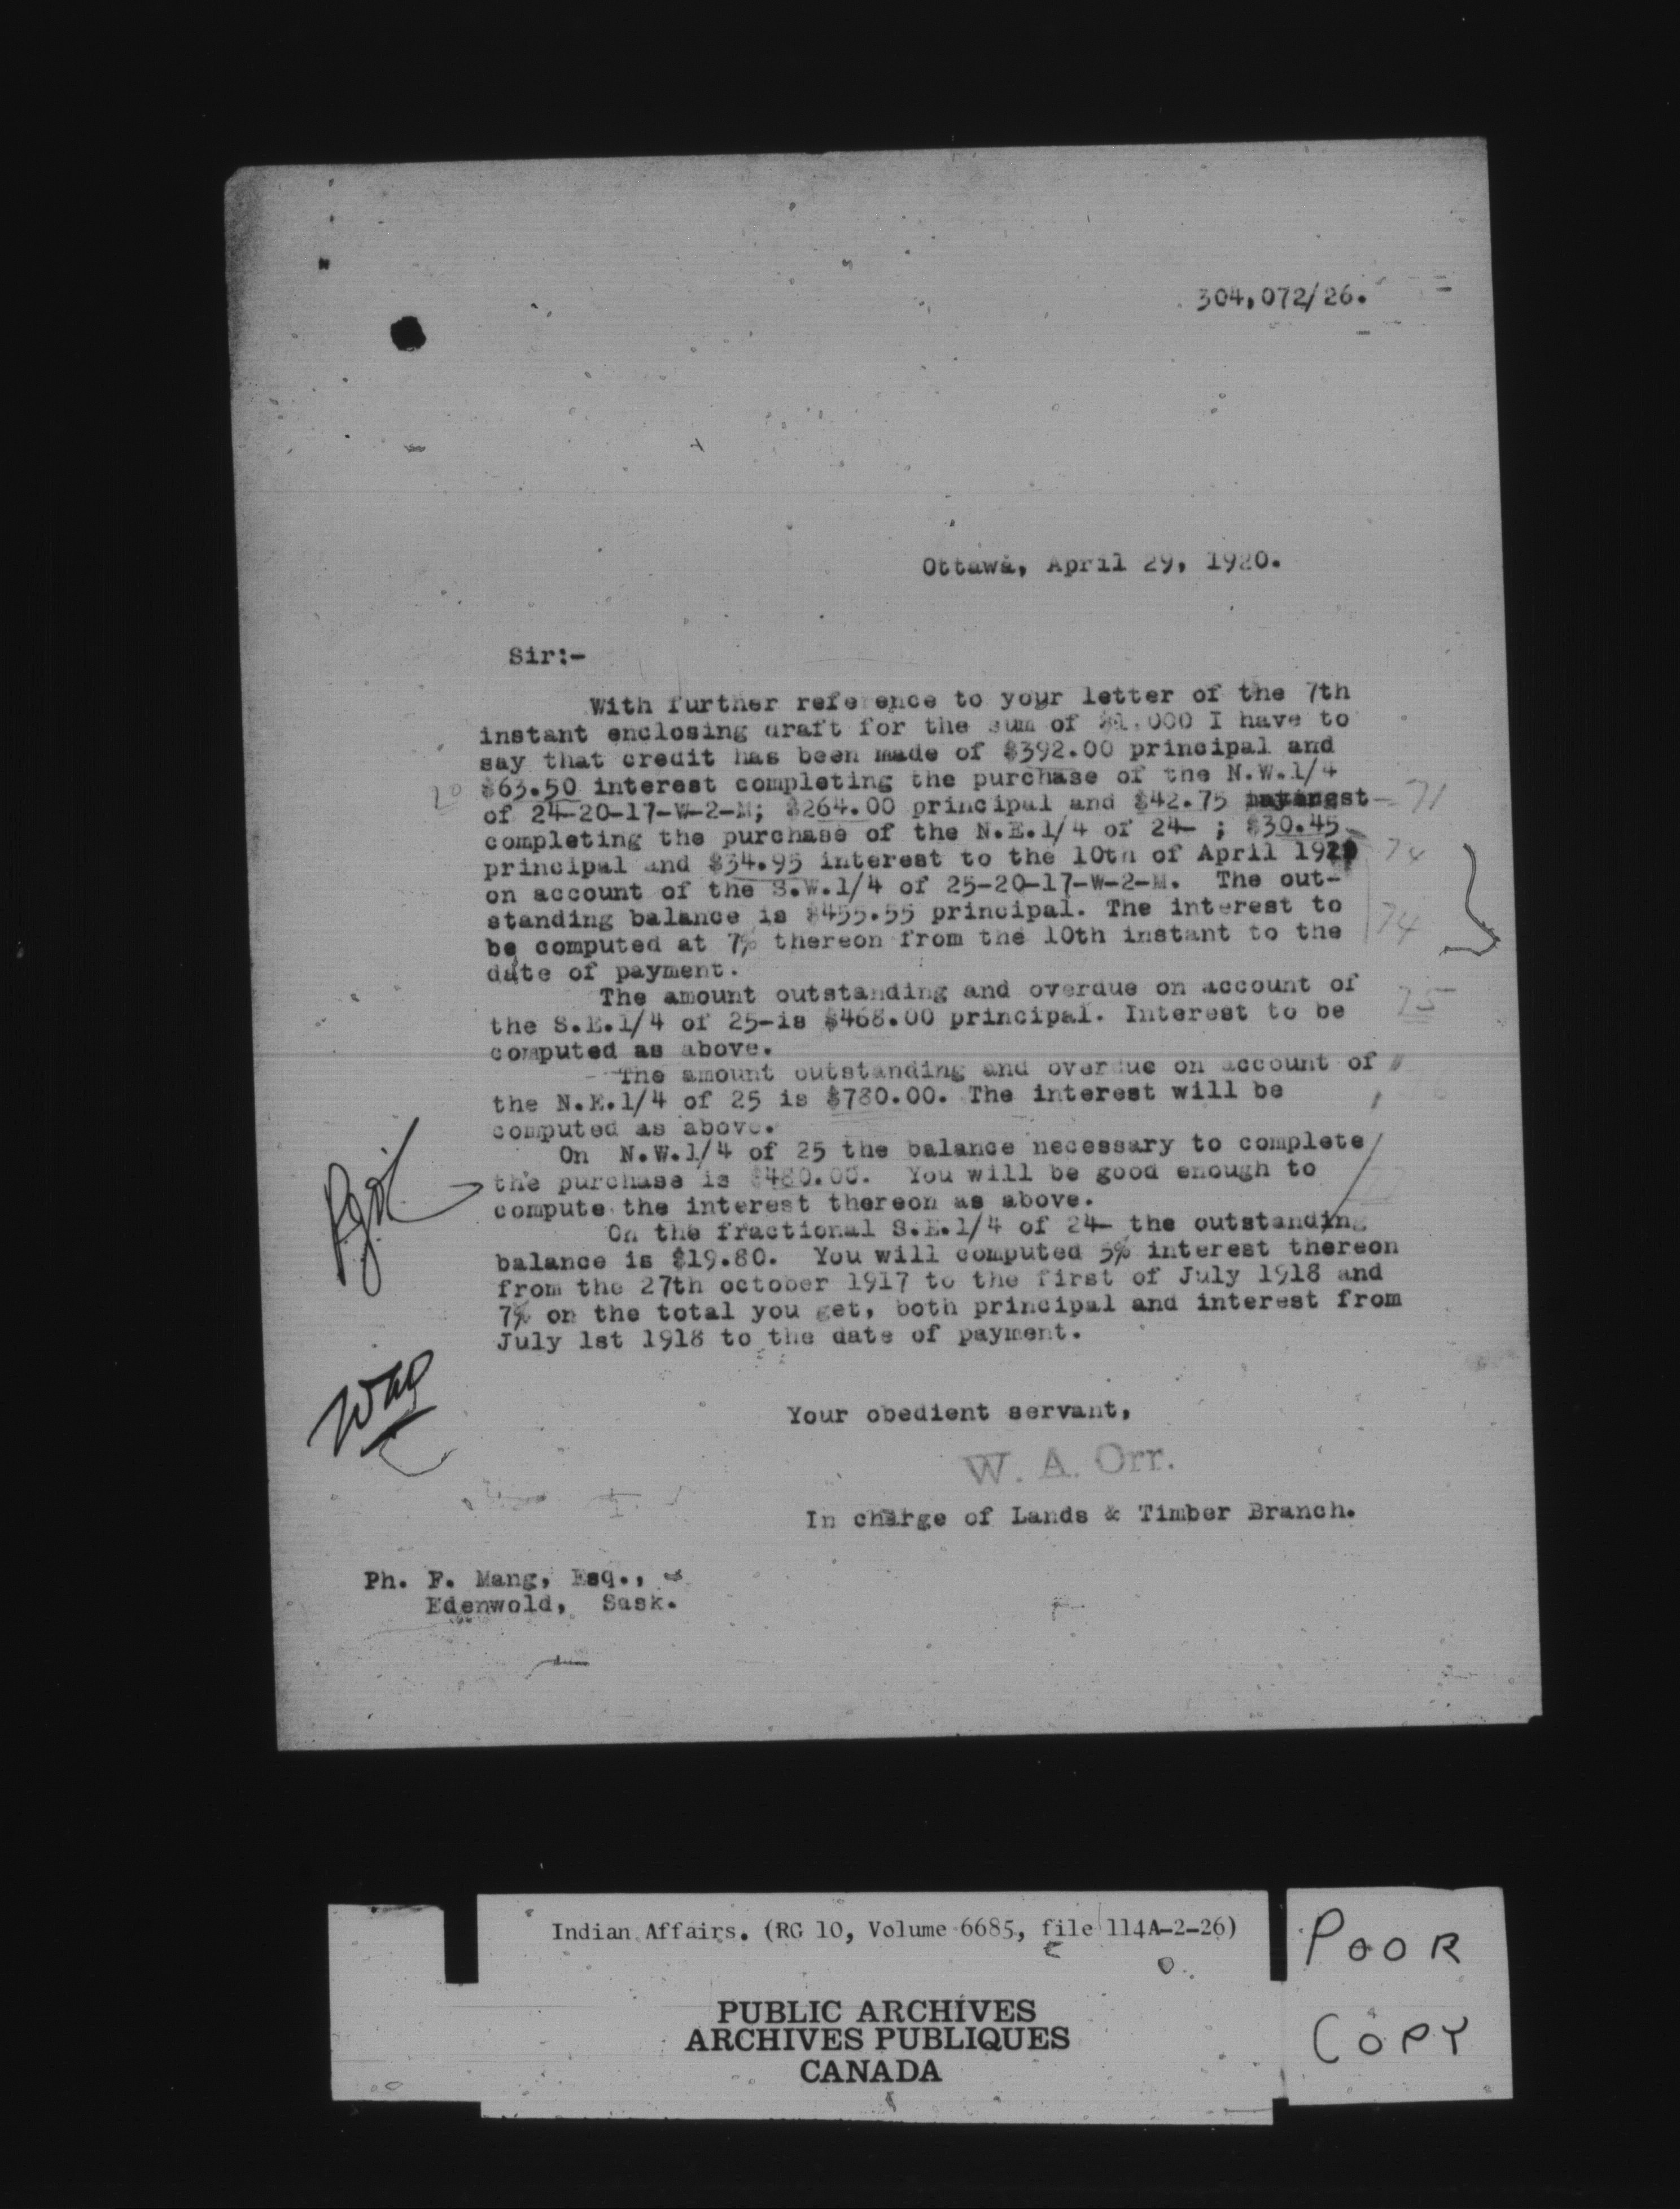 304,072/26.
Ottawa, April 29, 1920.
Sir:-
With further reference to your letter of the 7th
instant enclosing draft for the sum of $1,000 I have to
say that credit has been made of $392.00 principal and
$63.50 interest completing the purchase of the N.W.1/4
of 24-20-17-W-2-M; $264.00 principal and $42.75
completing the purchase of the N.E.1/4 of 24- ; $30.45
principal and $34.95 interest to the 10th of April
on account of the S.W.1/4 of 25-20-17-W-2-M. The out-
standing balance is $455.55 principal. The interest to
be computed at 7% thereon from the 10th instant to the
date of payment.
The amount outstanding and overdue on account of
the S.E.1/4 of 25-is $468.00 principal. Interest to be
computed as above.
The amount outstanding and overdue on account of
the N.E.1/4 of 25 is $780.00. The interest will be
computed as above.
On N.W.1/4 of 25 the balance necessary to complete
the purchase is $480.00. You will be good enough to
compute the interest thereon as above.
On the fractional S.E.1/4 of 24- the outstanding
balance is $19.80. You will computed 5% interest thereon
from the 27th october 1917 to the first of July 1918 and
7% on the total you get, both principal and interest from
July 1st 1918 to the date of payment.
Your obedient servant,
W. A. Orr.
In charge of Lands & Timber Branch.
Ph. F. Mang, Esq.,
Edenwold, Sask.
71
74
74
75
WAO
Indian Affairs. (RG 10, Volume 6685, file 114A-2-26)
PUBLIC ARCHIVES
ARCHIVES PUBLIQUES
CANADA
POOR
COPY